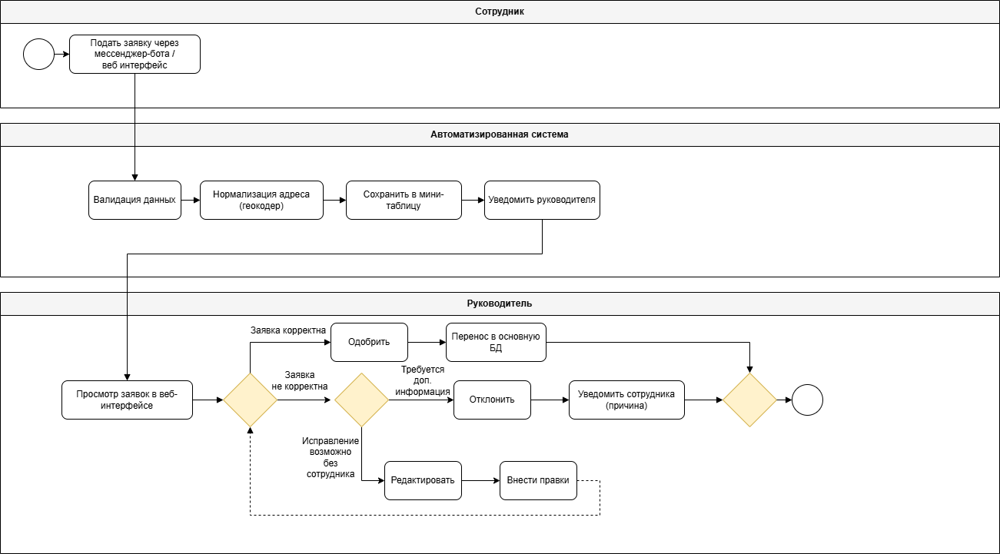 Сотрудник
Подать заявку через
мессенджер-бота /
веб интерфейс
Автоматизированная система
Валидация данных
Нормализация адреса
(геокодер)
Сохранить в мини-
таблицу
Уведомить руководителя
Руководитель
Заявка корректна
Одобрить
Перенос в основную
БД
Просмотр заявок в веб-
интерфейсе
Заявка
не корректна
Требуется
доп.
информация
Отклонить
Уведомить сотрудника
(причина)
Исправление
возможно
без
сотрудника
Редактировать
Внести правки